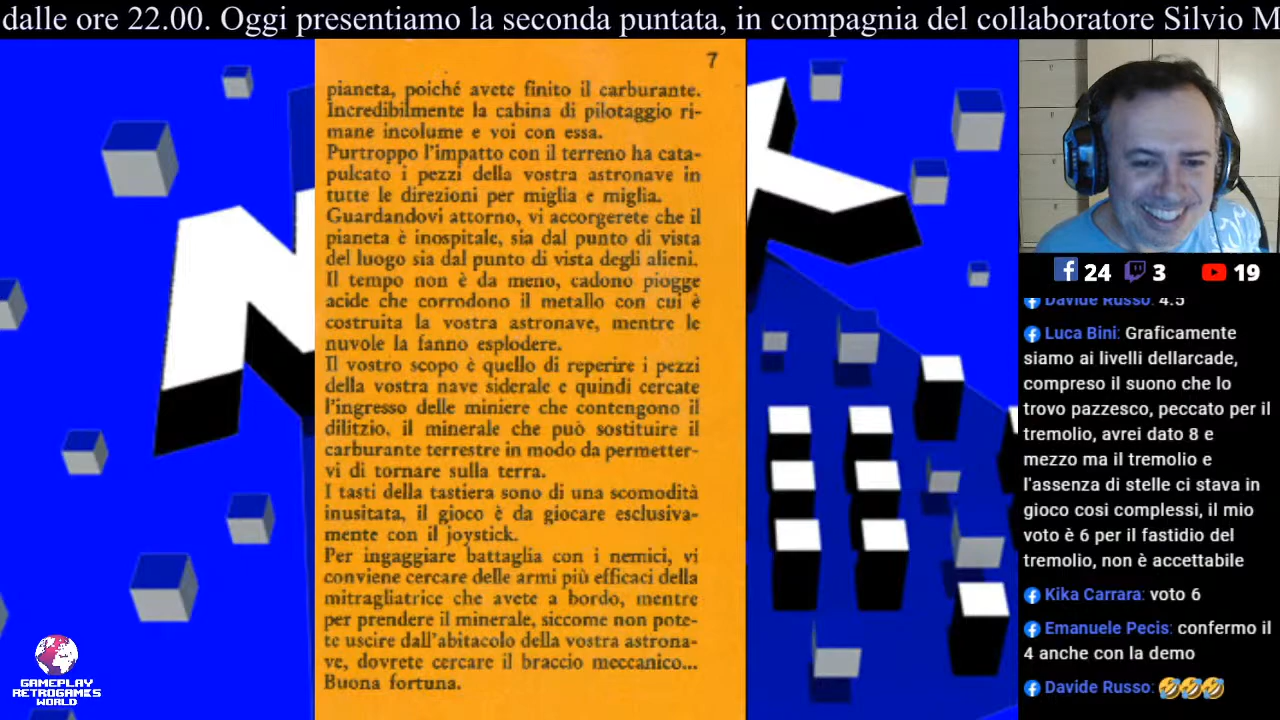 dalle ore 22.00. Oggi presentiamo la seconda puntata, in compagnia del collaboratore Silvio M
7
pianeta, poiché avete finito il carburante.
Incredibilmente la cabina di pilotaggio ri-
mane incolume e voi con essa.
Purtroppo l'impatto con il terreno ha cata-
pulcato i pezzi della vostra astronave in
tutte le direzioni per miglia e miglia.
Guardandovi attorno, vi accorgerete che il
pianeta è inospitale, sia dal punto di vista
del luogo sia dal punto di vista degli alieni.
Il tempo non è da meno, cadono piogge
acide che corrodono il metallo con cui è
costruita la vostra astronave, mentre le
nuvole la fanno esplodere.
Il vostro scopo è quello di reperire i pezzi
della vostra nave siderale e quindi cercate
l'ingresso delle miniere che contengono il
dilitzio, il minerale che può sostituire il
carburante terrestre in modo da permetter-
vi di tornare sulla terra.
I tasti della tastiera sono di una scomodità
inusitata, il gioco è da giocare esclusiva-
mente con il joystick.
Per ingaggiare battaglia con i nemici, vi
conviene cercare delle armi più efficaci della
mitragliatrice che avete a bordo, mentre
per prendere il minerale, siccome non pote-
te uscire dall'abitacolo della vostra astrona-
ve, dovrete cercare il braccio meccanico...
Buona fortuna.
24 3 19
Davide Russo: 4.5
Luca Bini: Graficamente
siamo ai livelli dellarcade,
compreso il suono che lo
trovo pazzesco, peccato per il
tremolio, avrei dato 8 e
mezzo ma il tremolio e
l'assenza di stelle ci stava in
gioco cosi complessi, il mio
voto è 6 per il fastidio del
tremolio, non è accettabile
Kika Carrara: voto 6
Emanuele Pecis: confermo il
4 anche con la demo
Davide Russo: 🤣🤣🤣
GAMEPLAY
RETROGAMES
WORLD